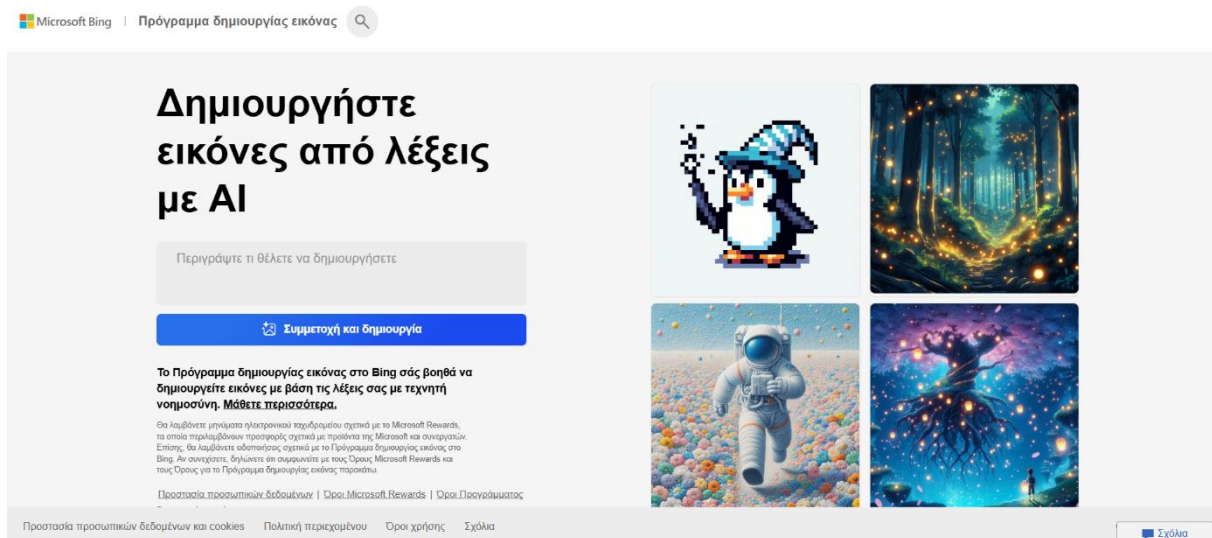 Microsoft Bing | Πρόγραμμα δημιουργίας εικόνας
Δημιουργήστε
εικόνες από λέξεις
με AI
Περιγράψτε τι θέλετε να δημιουργήσετε
Συμμετοχή και δημιουργία
Το Πρόγραμμα δημιουργίας εικόνας στο Bing σάς βοηθά να
δημιουργείτε εικόνες με βάση τις λέξεις σας με τεχνητή
νοημοσύνη. Μάθετε περισσότερα.
Θα λαμβάνετε μηνύματα ηλεκτρονικού ταχυδρομείου σχετικά με το Microsoft Rewards,
τα οποία περιλαμβάνουν προσφορές σχετικά με προϊόντα της Microsoft και συνεργατών.
Επίσης, θα λαμβάνετε ειδοποιήσεις σχετικά με το Πρόγραμμα δημιουργίας εικόνας στο
Bing. Αν συνεχίσετε, δηλώνετε ότι συμφωνείτε με τους Όρους Microsoft Rewards και
τους Όρους για το Πρόγραμμα δημιουργίας εικόνας παρακάτω.
Προστασία προσωπικών δεδομένων | Όροι Microsoft Rewards | Όροι Προγράμματος
Προστασία προσωπικών δεδομένων και cookies Πολιτική περιεχομένου Όροι χρήσης Σχόλια
Σχόλια